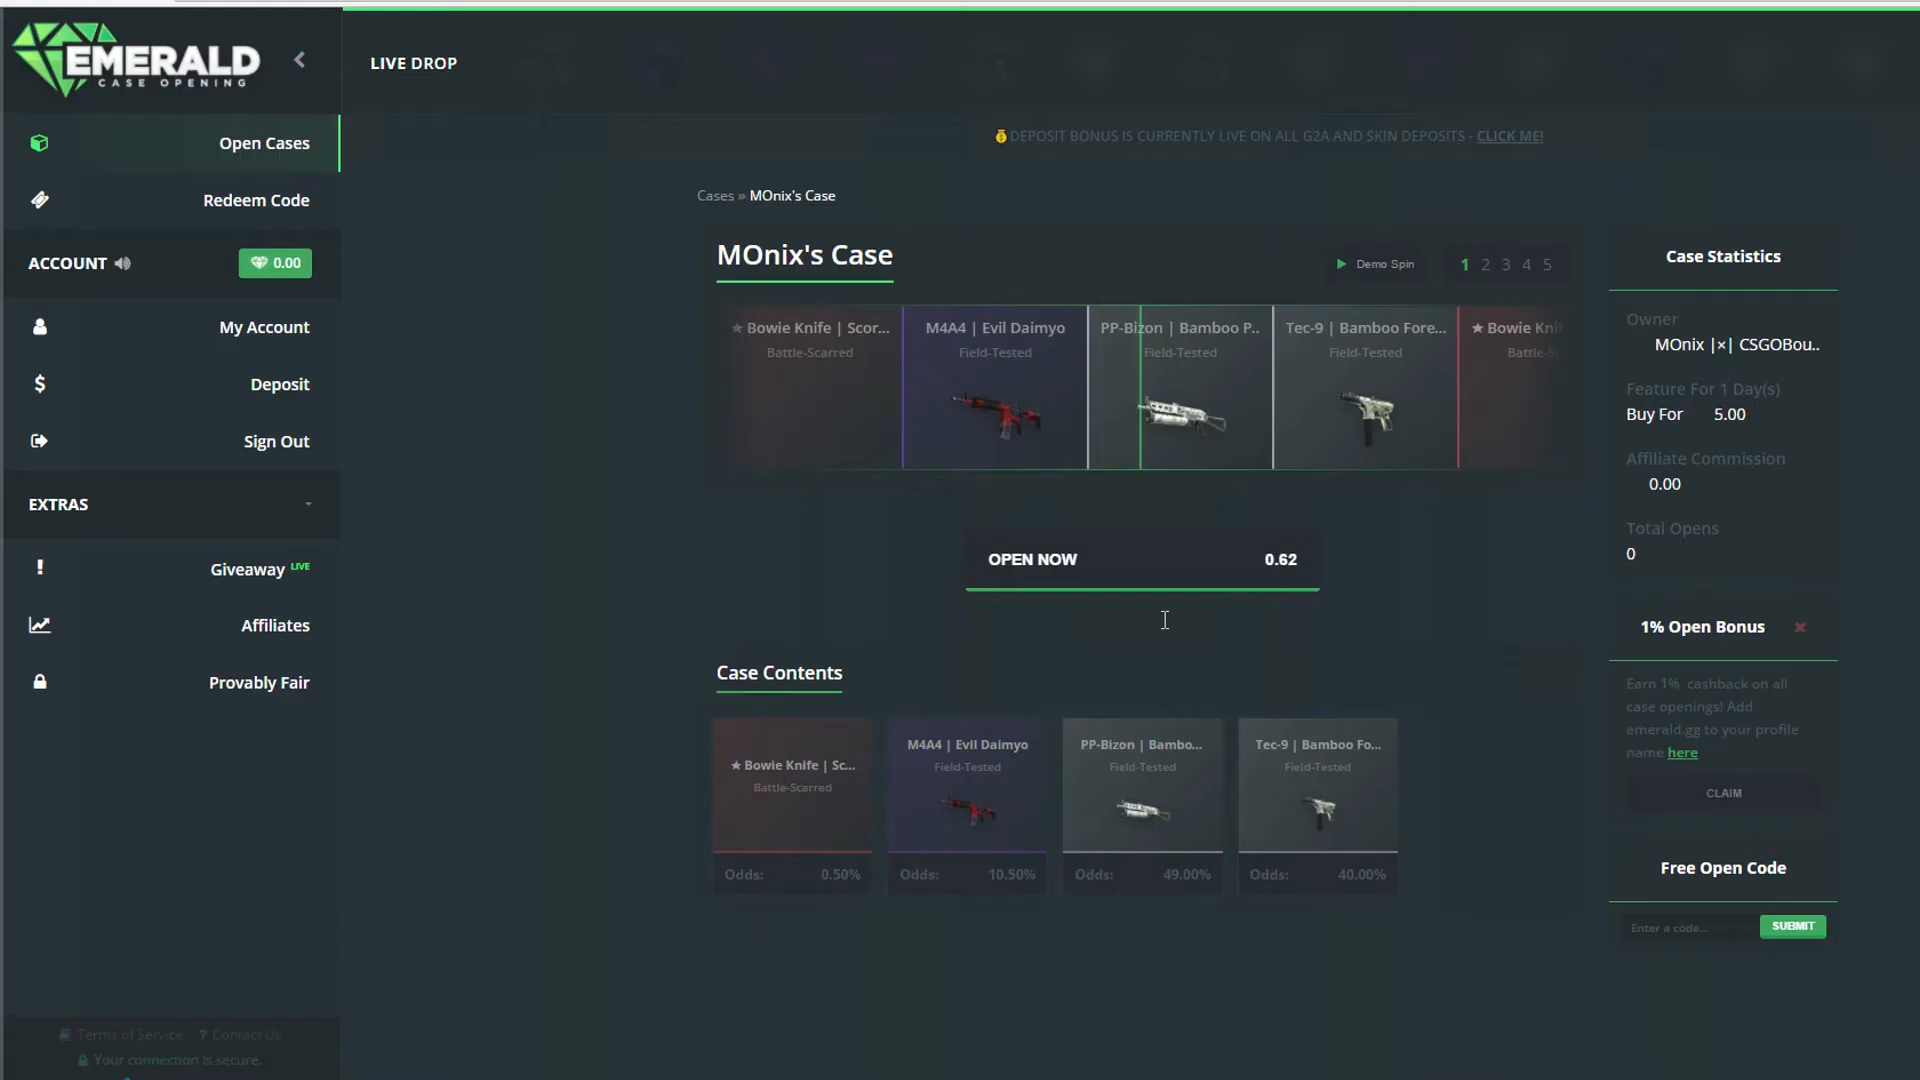 EMERALD
CASE OPENING
LIVE DROP
Open Cases
Redeem Code
ACCOUNT
0.00
My Account
Deposit
Sign Out
EXTRAS
Giveaway LIVE
Affiliates
Provably Fair
Terms of Service ? Contact Us
Your connection is secure.
DEPOSIT BONUS IS CURRENTLY LIVE ON ALL G2A AND SKIN DEPOSITS - CLICK ME!
Cases » MOnix's Case
MOnix's Case
Demo Spin
1 2 3 4 5
★ Bowie Knife | Scor...
Battle-Scarred
M4A4 | Evil Daimyo
Field-Tested
PP-Bizon | Bamboo P..
Field-Tested
Tec-9 | Bamboo Fore...
Field-Tested
★ Bowie Kni
Battle-S
OPEN NOW 0.62
Case Contents
★ Bowie Knife | Sc...
Battle-Scarred
Odds: 0.50%
M4A4 | Evil Daimyo
Field-Tested
Odds: 10.50%
PP-Bizon | Bambo...
Field-Tested
Odds: 49.00%
Tec-9 | Bamboo Fo...
Field-Tested
Odds: 40.00%
Case Statistics
Owner
MOnix |×| CSGOBou..
Feature For 1 Day(s)
Buy For 5.00
Affiliate Commission
0.00
Total Opens
0
1% Open Bonus ×
Earn 1% cashback on all
case openings! Add
emerald.gg to your profile
name here
CLAIM
Free Open Code
Enter a code...
SUBMIT